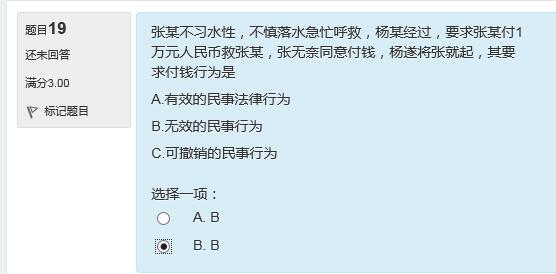 题目19
还未回答
满分3.00
标记题目
张某不习水性，不慎落水急忙呼救，杨某经过，要求张某付1
万元人民币救张某，张无奈同意付钱，杨遂将张就起，其要
求付钱行为是
A.有效的民事法律行为
B.无效的民事行为
C.可撤销的民事行为
选择一项：
A. B
B. B